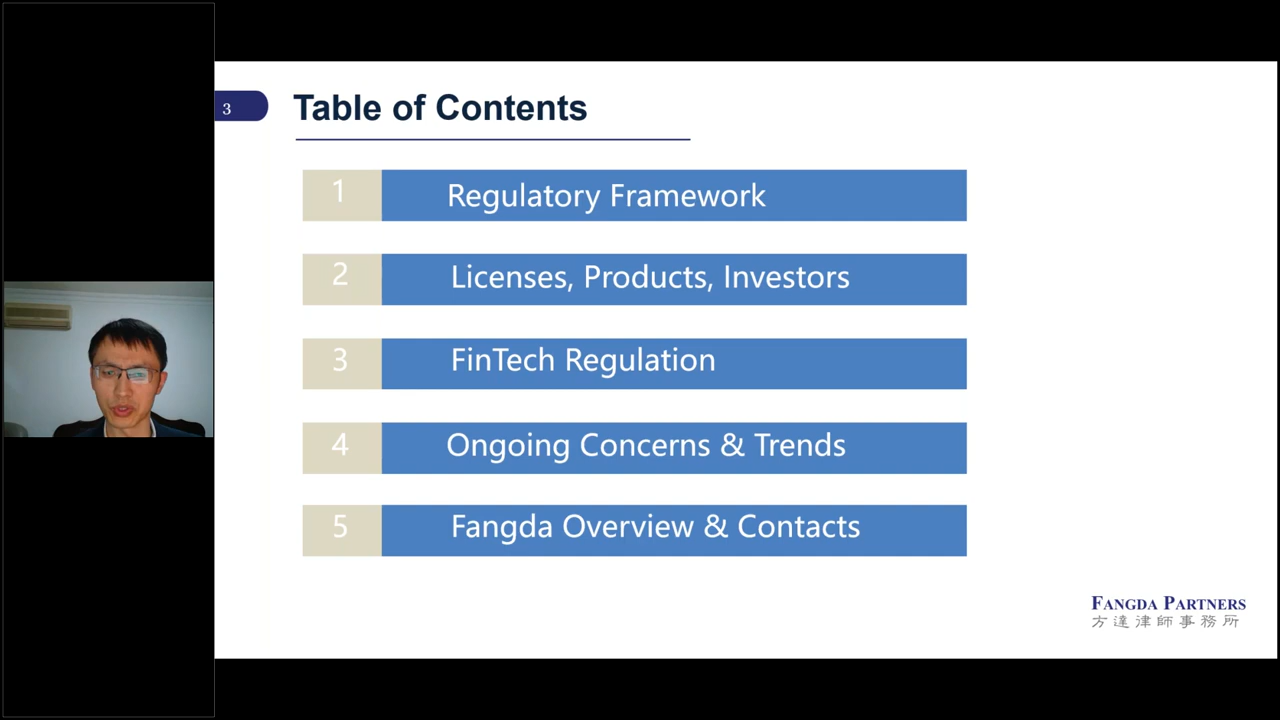 3
Table of Contents
1 Regulatory Framework
2 Licenses, Products, Investors
3 FinTech Regulation
4 Ongoing Concerns & Trends
5 Fangda Overview & Contacts
FANGDA PARTNERS
方達律師事務所